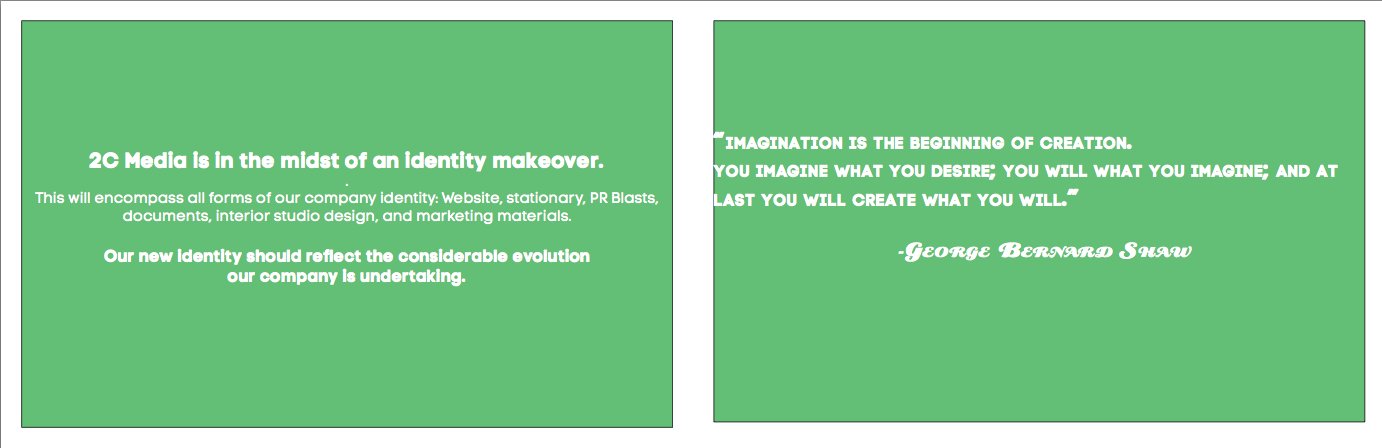 2C Media is in the midst of an identity makeover.
.
This will encompass all forms of our company identity: Website, stationary, PR Blasts,
documents, interior studio design, and marketing materials.
Our new identity should reflect the considerable evolution
our company is undertaking.
"IMAGINATION IS THE BEGINNING OF CREATION.
YOU IMAGINE WHAT YOU DESIRE; YOU WILL WHAT YOU IMAGINE; AND AT
LAST YOU WILL CREATE WHAT YOU WILL."
-GEORGE BERNARD SHAW